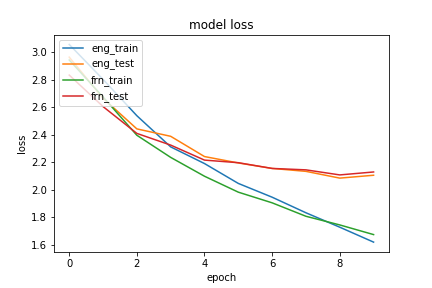 model loss
eng_train
eng_test
frn_train
frn_test
loss
3.0
2.8
2.6
2.4
2.2
2.0
1.8
1.6
0 2 4 6 8
epoch